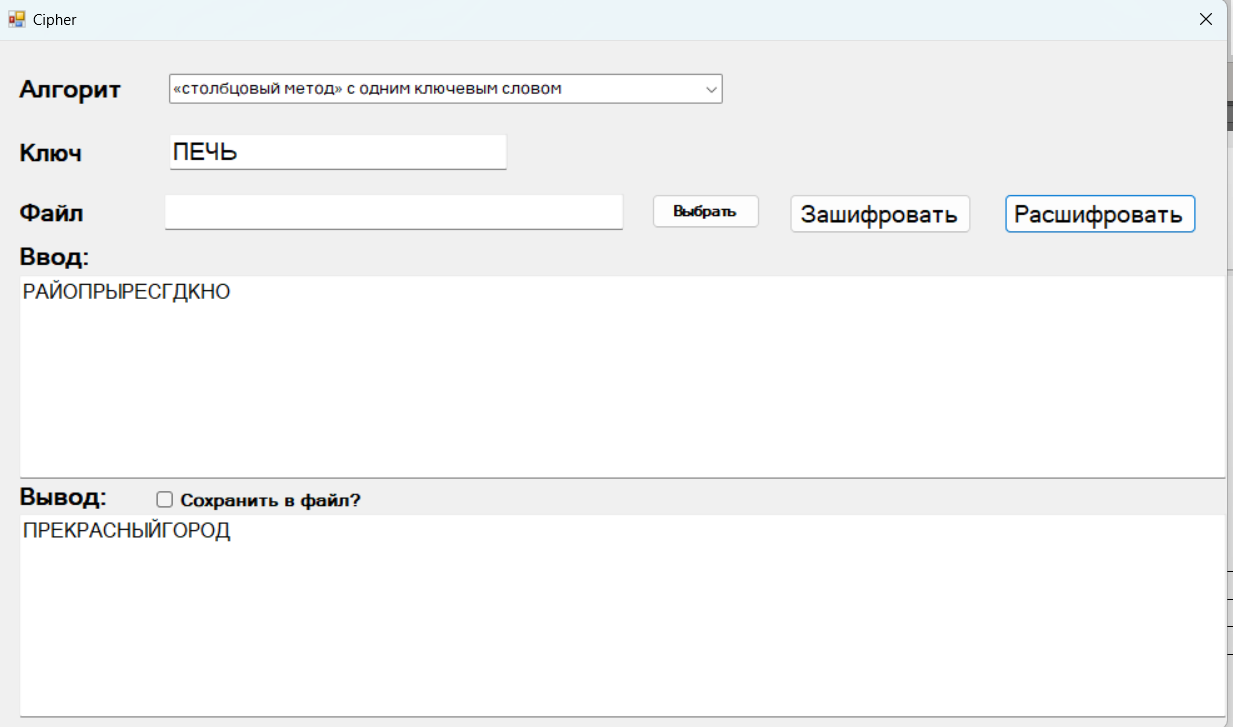 Cipher
Алгорит «столбцовый метод» с одним ключевым словом
Ключ ПЕЧЬ
Файл Выбрать Зашифровать Расшифровать
Ввод:
РАЙОПРЫРЕСГДКНО
Вывод: Сохранить в файл?
ПРЕКРАСНЫЙГОРОД